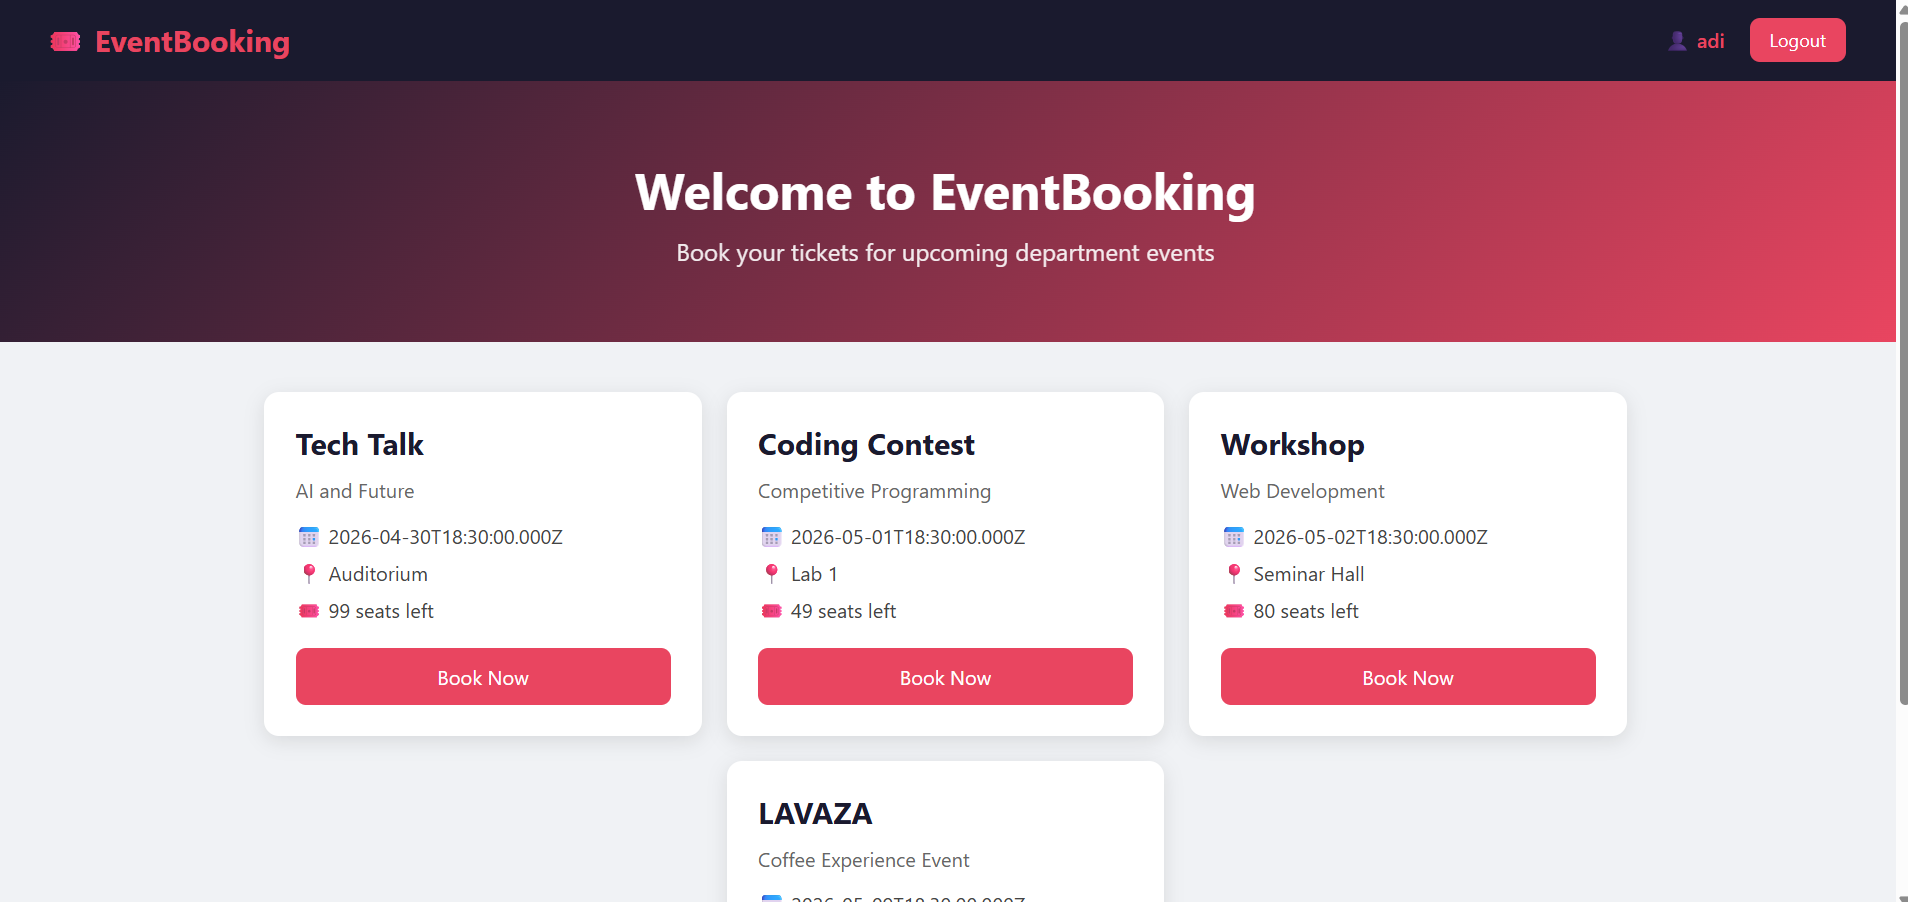 EventBooking
adi
Logout
Welcome to EventBooking
Book your tickets for upcoming department events
Tech Talk
AI and Future
2026-04-30T18:30:00.000Z
Auditorium
99 seats left
Book Now
Coding Contest
Competitive Programming
2026-05-01T18:30:00.000Z
Lab 1
49 seats left
Book Now
Workshop
Web Development
2026-05-02T18:30:00.000Z
Seminar Hall
80 seats left
Book Now
LAVAZA
Coffee Experience Event